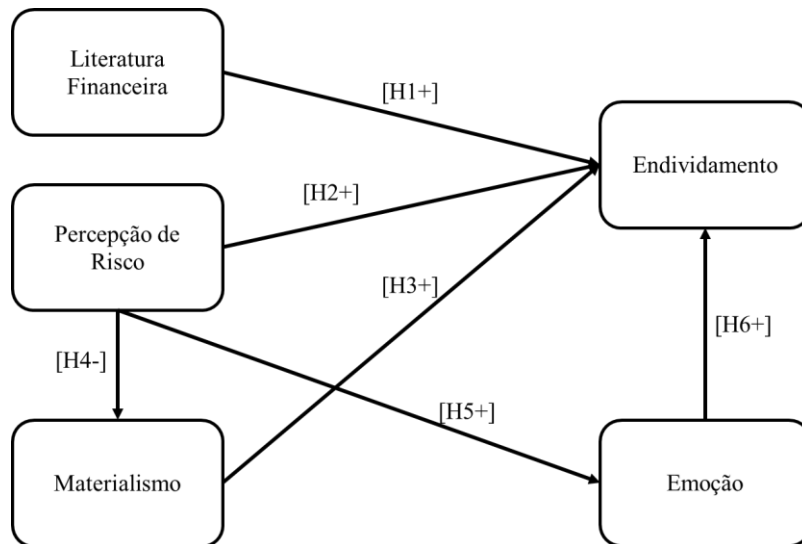 Literatura
Financeira
[H1+]
Endividamento
[H2+]
Percepção de
Risco
[H3+]
[H6+]
[H4-]
[H5+]
Materialismo
Emoção